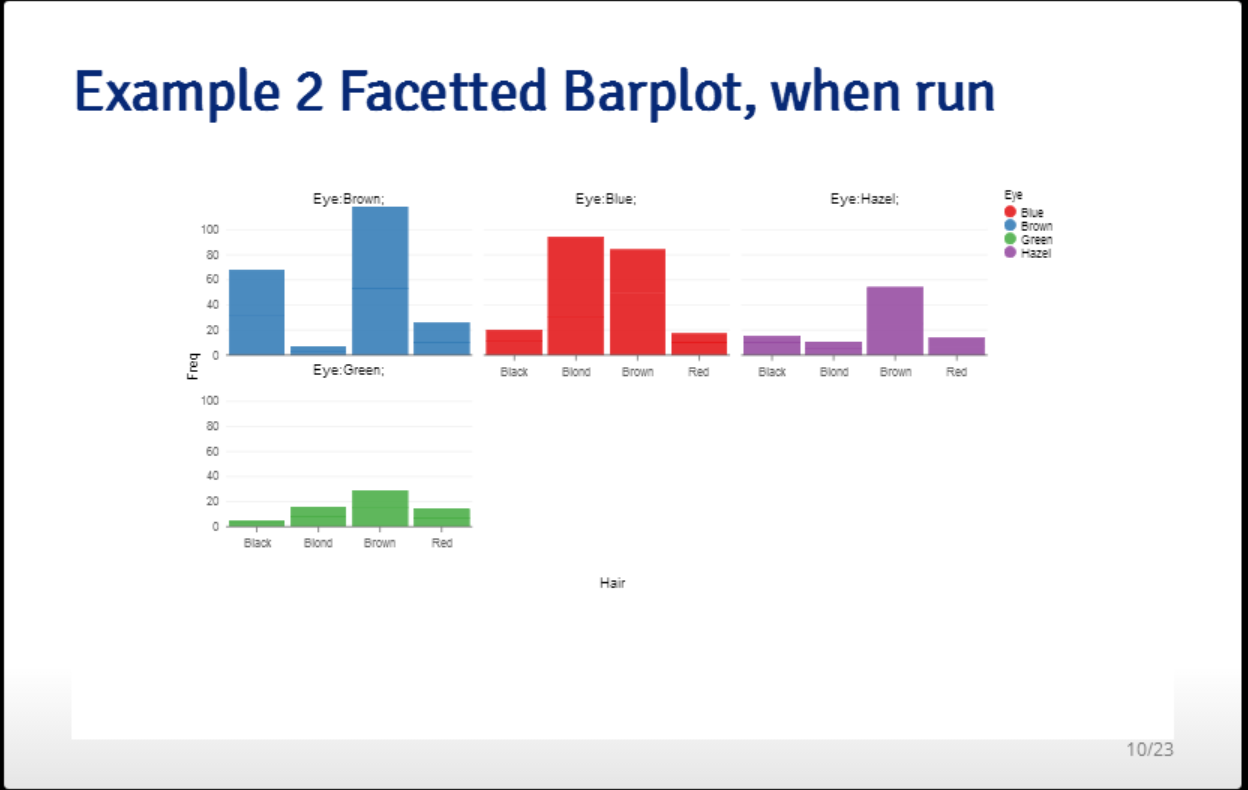 Example 2 Facetted Barplot, when run
Eye:Brown;
Eye:Blue;
Eye:Hazel;
Eye
Blue
Brown
Green
Hazel
100
80
60
40
20
0
Black Blond Brown Red
Black Blond Brown Red
Freq
Eye:Green;
100
80
60
40
20
0
Black Blond Brown Red
Hair
10/23